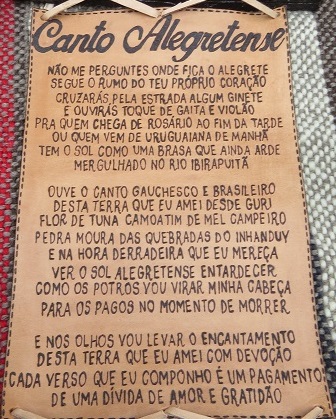 Canto Alegretense
NÃO ME PERGUNTES ONDE FICA O ALEGRETE
SEGUE O RUMO DO TEU PRÓPRIO CORAÇÃO
CRUZARÁS PELA ESTRADA ALGUM GINETE
E OUVIRÁS TOQUE DE GAITA E VIOLÃO
PRA QUEM CHEGA DE ROSÁRIO AO FIM DA TARDE
OU QUEM VEM DE URUGUAIANA DE MANHÃ
TEM O SOL COMO UMA BRASA QUE AINDA ARDE
MERGULHADO NO RIO IBIRAPUITÃ
OUVE O CANTO GAUCHESCO E BRASILEIRO
DESTA TERRA QUE EU AMEI DESDE GURI
FLOR DE TUNA CAMOATIM DE MEL CAMPEIRO
PEDRA MOURA DAS QUEBRADAS DO INHANDUY
E NA HORA DERRADEIRA QUE EU MEREÇA
VER O SOL ALEGRETENSE ENTARDECER
COMO OS POTROS VOU VIRAR MINHA CABEÇA
PARA OS PAGOS NO MOMENTO DE MORRER
E NOS OLHOS VOU LEVAR O ENCANTAMENTO
DESTA TERRA QUE EU AMEI COM DEVOÇÃO
CADA VERSO QUE EU COMPONHO É UM PAGAMENTO
DE UMA DÍVIDA DE AMOR E GRATIDÃO